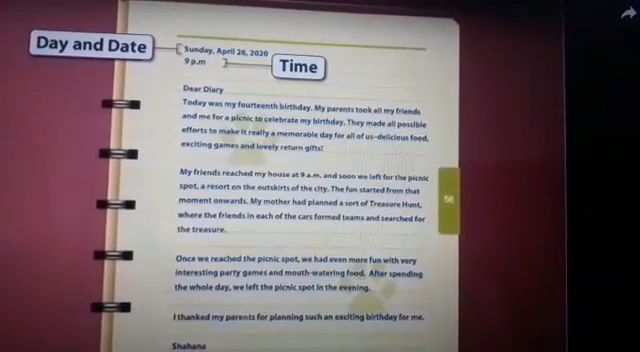 Day and Date
Sunday, April 26, 2020
9 p.m
Time
Dear Diary
Today was my fourteenth birthday. My parents took all my friends
and me for a picnic to celebrate my birthday. They made all possible
efforts to make it really a memorable day for all of us–delicious food,
exciting games and lovely return gifts!
My friends reached my house at 9 a.m. and soon we left for the picnic
spot, a resort on the outskirts of the city. The fun started from that
moment onwards. My mother had planned a sort of Treasure Hunt,
where the friends in each of the cars formed teams and searched for
the treasure.
56
Once we reached the picnic spot, we had even more fun with very
interesting party games and mouth-watering food. After spending
the whole day, we left the picnic spot in the evening.
I thanked my parents for planning such an exciting birthday for me.
Shahana